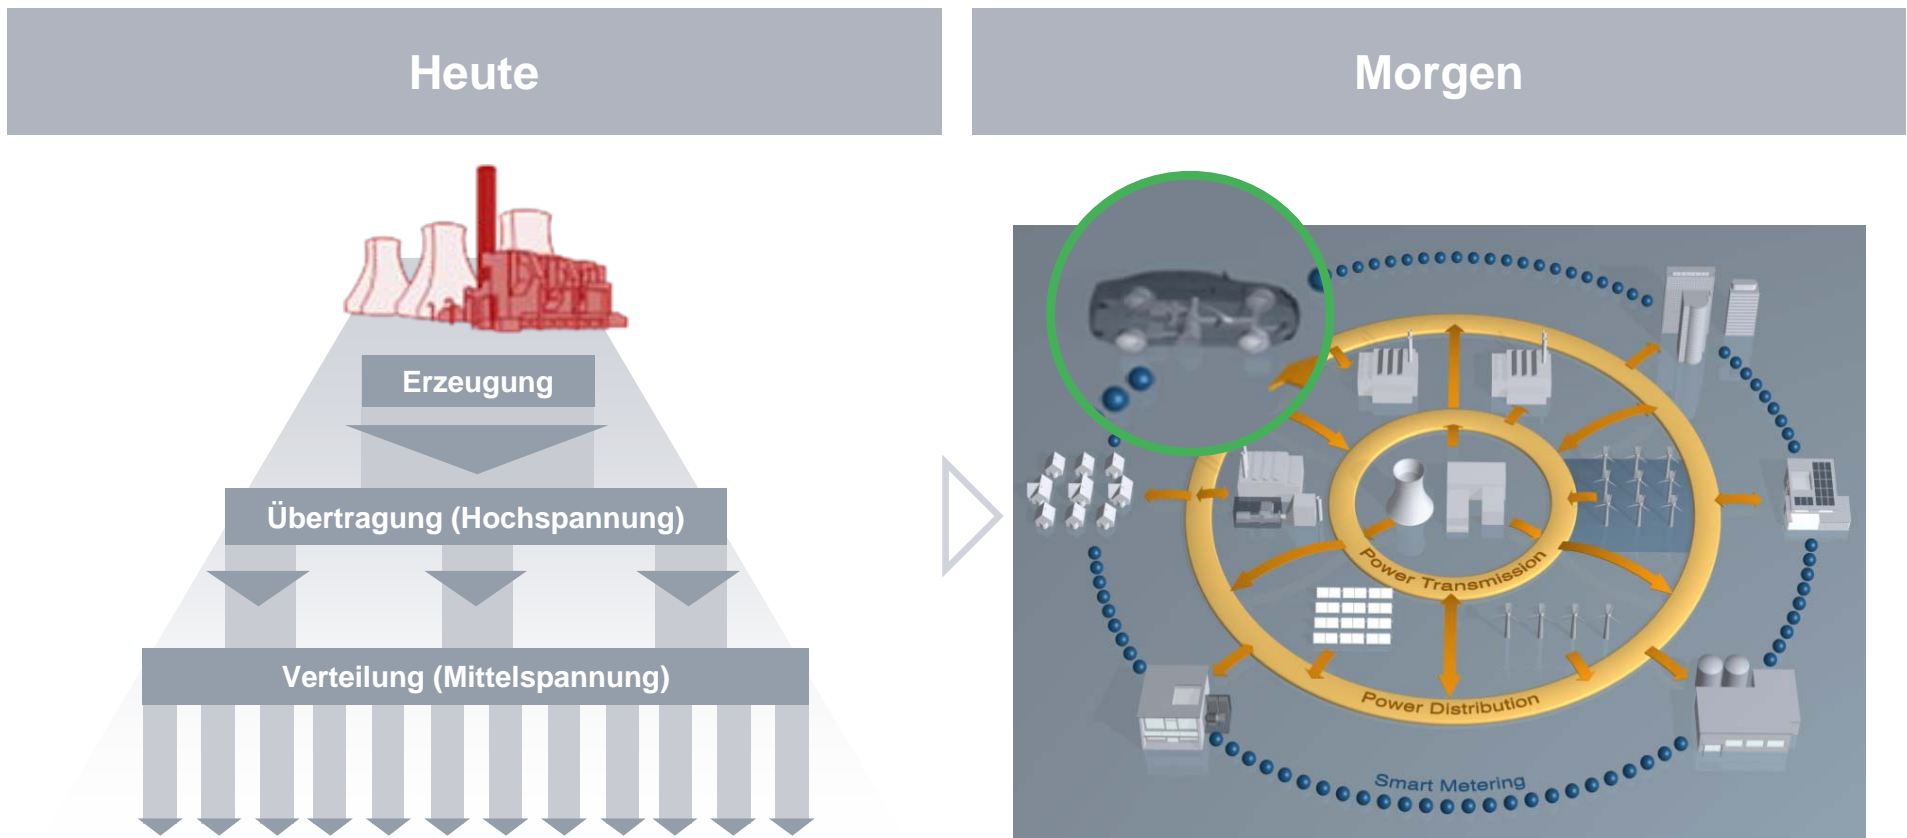 Heute
Morgen
Erzeugung
Übertragung (Hochspannung)
Verteilung (Mittelspannung)
Power Transmission
Power Distribution
Smart Metering